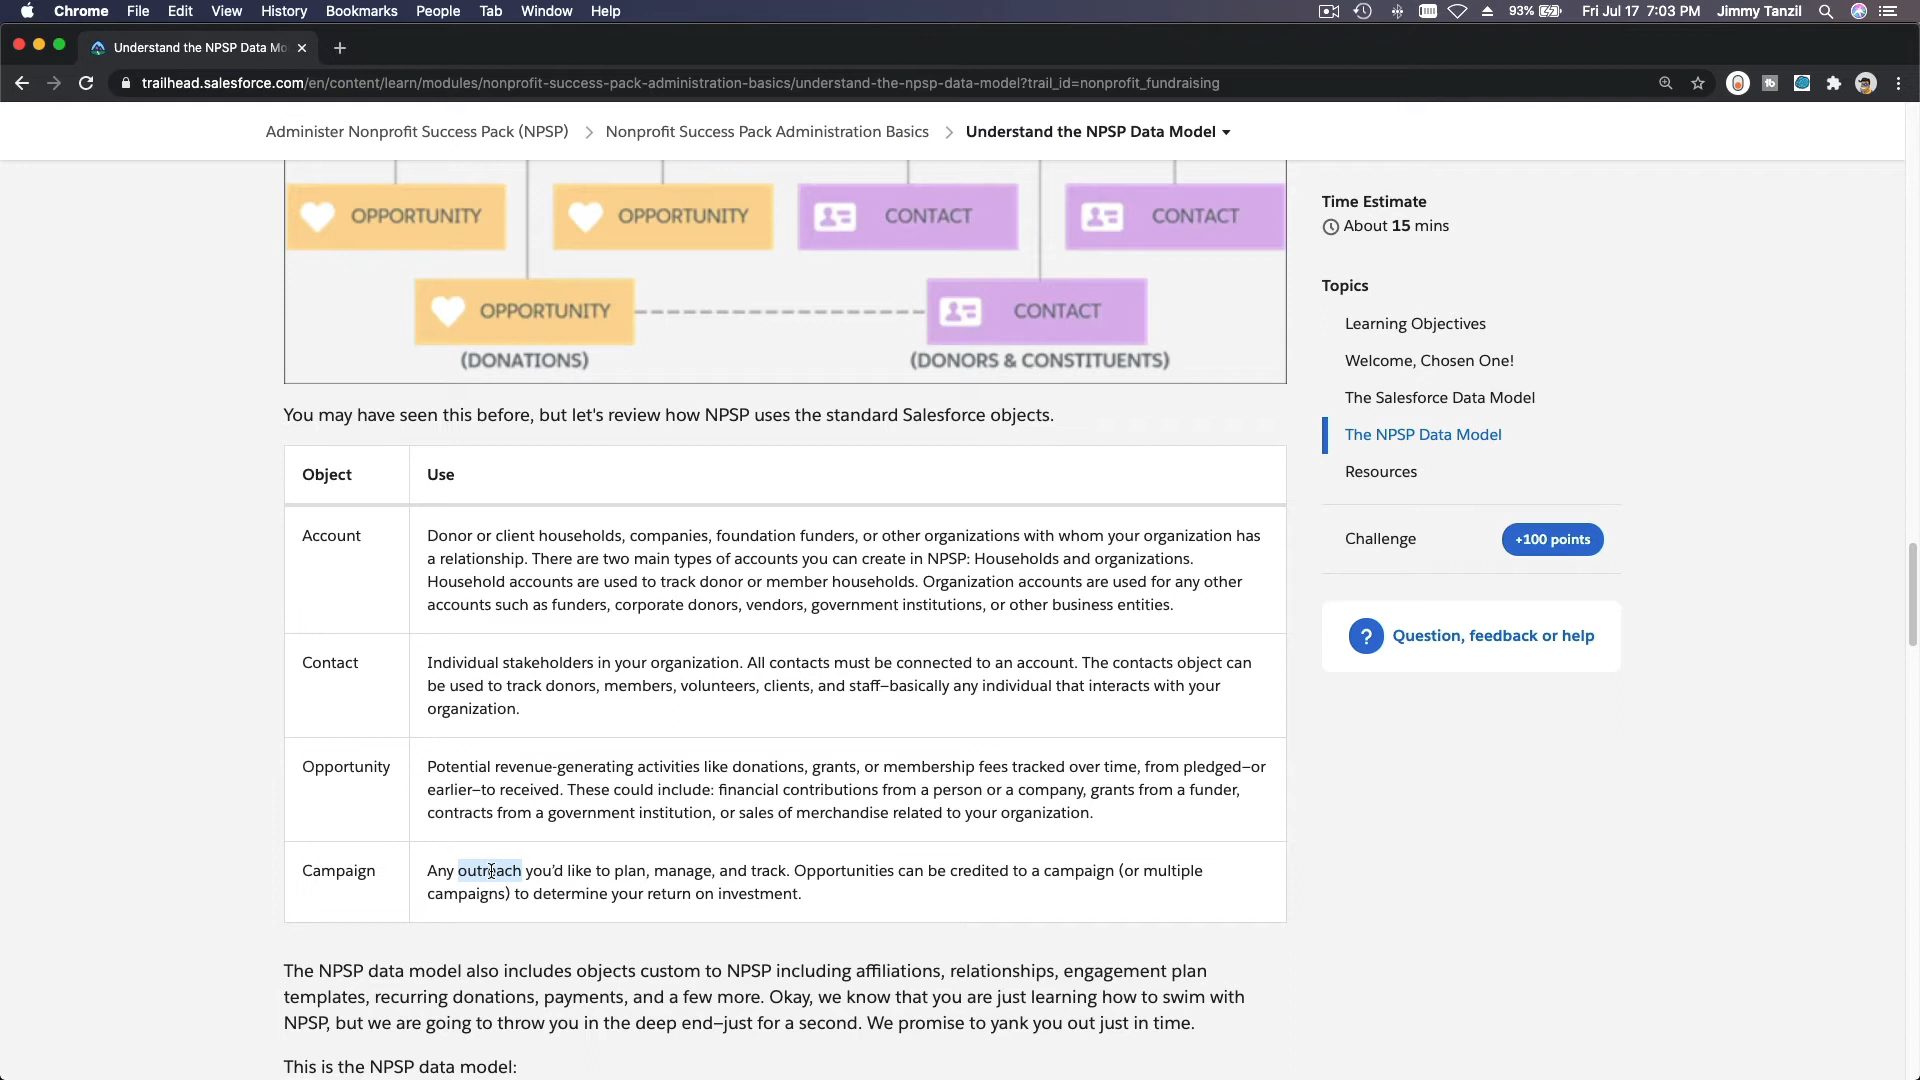 Chrome File Edit View History Bookmarks People Tab Window Help 93% Fri Jul 17 7:03 PM Jimmy Tanzil
Understand the NPSP Data Mo
trailhead.salesforce.com/en/content/learn/modules/nonprofit-success-pack-administration-basics/understand-the-npsp-data-model?trail_id=nonprofit_fundraising
Administer Nonprofit Success Pack (NPSP) > Nonprofit Success Pack Administration Basics > Understand the NPSP Data Model
OPPORTUNITY OPPORTUNITY CONTACT CONTACT
OPPORTUNITY CONTACT
(DONATIONS) (DONORS & CONSTITUENTS)
You may have seen this before, but let's review how NPSP uses the standard Salesforce objects.
Object Use
Account
Donor or client households, companies, foundation funders, or other organizations with whom your organization has
a relationship. There are two main types of accounts you can create in NPSP: Households and organizations.
Household accounts are used to track donor or member households. Organization accounts are used for any other
accounts such as funders, corporate donors, vendors, government institutions, or other business entities.
Contact
Individual stakeholders in your organization. All contacts must be connected to an account. The contacts object can
be used to track donors, members, volunteers, clients, and staff—basically any individual that interacts with your
organization.
Opportunity
Potential revenue-generating activities like donations, grants, or membership fees tracked over time, from pledged—or
earlier—to received. These could include: financial contributions from a person or a company, grants from a funder,
contracts from a government institution, or sales of merchandise related to your organization.
Campaign
Any outreach you'd like to plan, manage, and track. Opportunities can be credited to a campaign (or multiple
campaigns) to determine your return on investment.
The NPSP data model also includes objects custom to NPSP including affiliations, relationships, engagement plan
templates, recurring donations, payments, and a few more. Okay, we know that you are just learning how to swim with
NPSP, but we are going to throw you in the deep end—just for a second. We promise to yank you out just in time.
This is the NPSP data model:
Time Estimate
About 15 mins
Topics
Learning Objectives
Welcome, Chosen One!
The Salesforce Data Model
The NPSP Data Model
Resources
Challenge +100 points
? Question, feedback or help